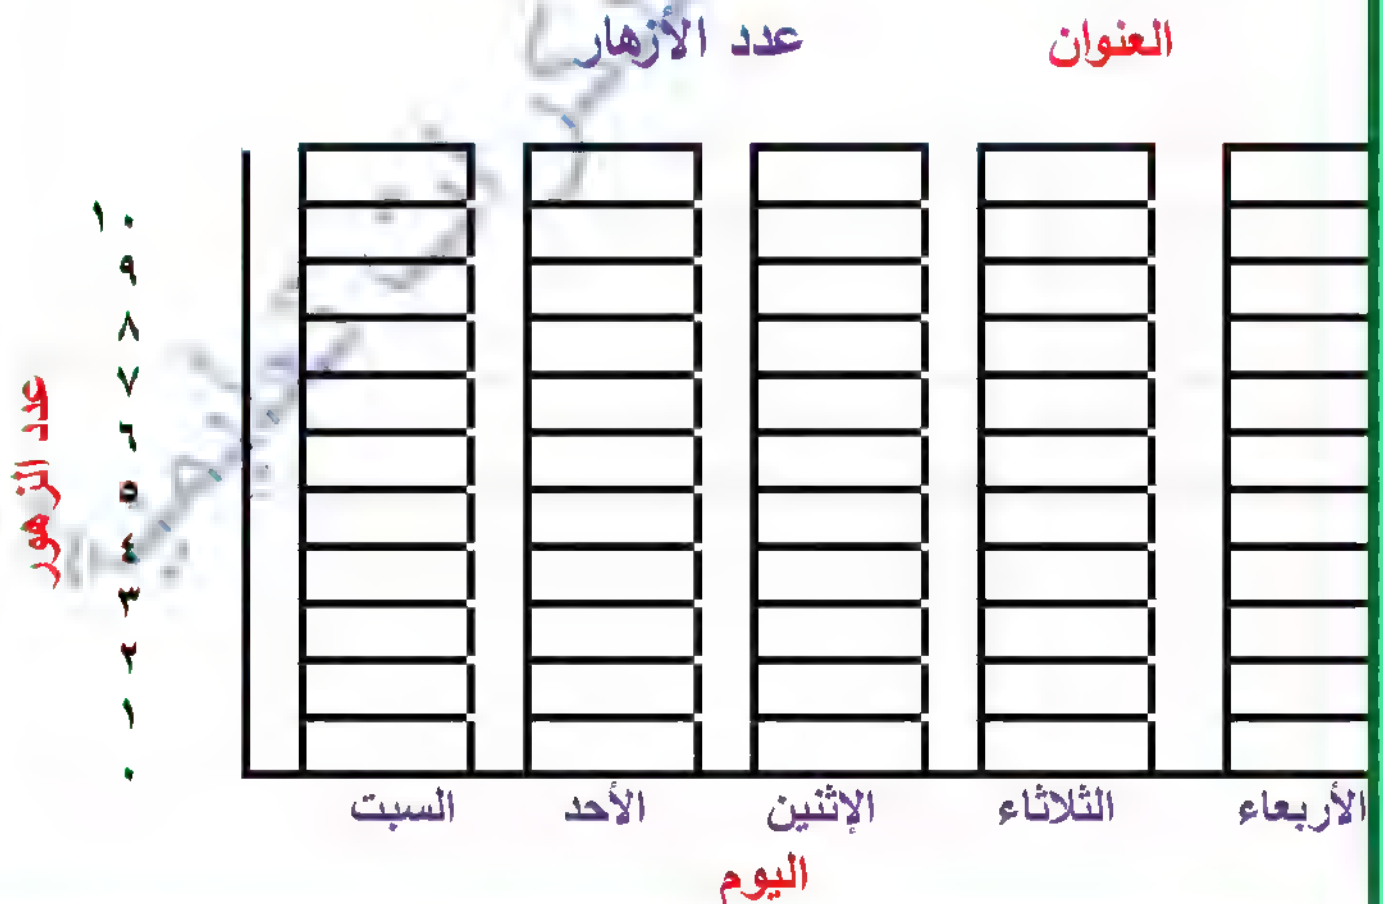 العنوان عدد الأزهار
١٠
٩
٨
٧
٦
٥
٤
٣
٢
١
٠
عدد الزهور
السبت الأحد الإثنين الثلاثاء الأربعاء
اليوم